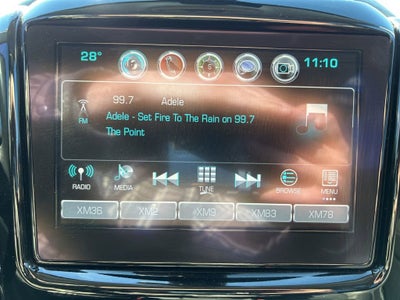 28° 11:10
99.7 Adele
FM
Adele - Set Fire To The Rain on 99.7
The Point
RADIO MEDIA TUNE BROWSE MENU
XM36 XM2 XM3 XM83 XM78